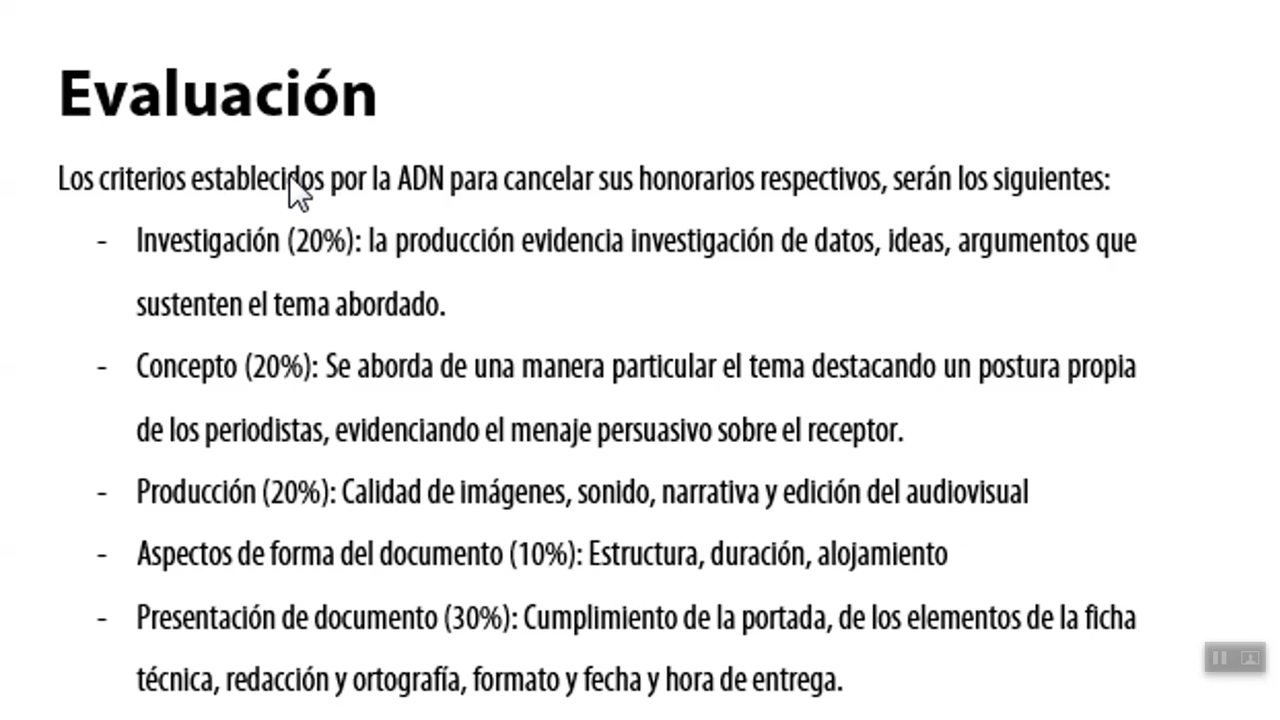 Evaluación
Los criterios establecidos por la ADN para cancelar sus honorarios respectivos, serán los siguientes:
- Investigación (20%): la producción evidencia investigación de datos, ideas, argumentos que
sustenten el tema abordado.
- Concepto (20%): Se aborda de una manera particular el tema destacando un postura propia
de los periodistas, evidenciando el menaje persuasivo sobre el receptor.
- Producción (20%): Calidad de imágenes, sonido, narrativa y edición del audiovisual
- Aspectos de forma del documento (10%): Estructura, duración, alojamiento
- Presentación de documento (30%): Cumplimiento de la portada, de los elementos de la ficha
técnica, redacción y ortografía, formato y fecha y hora de entrega.